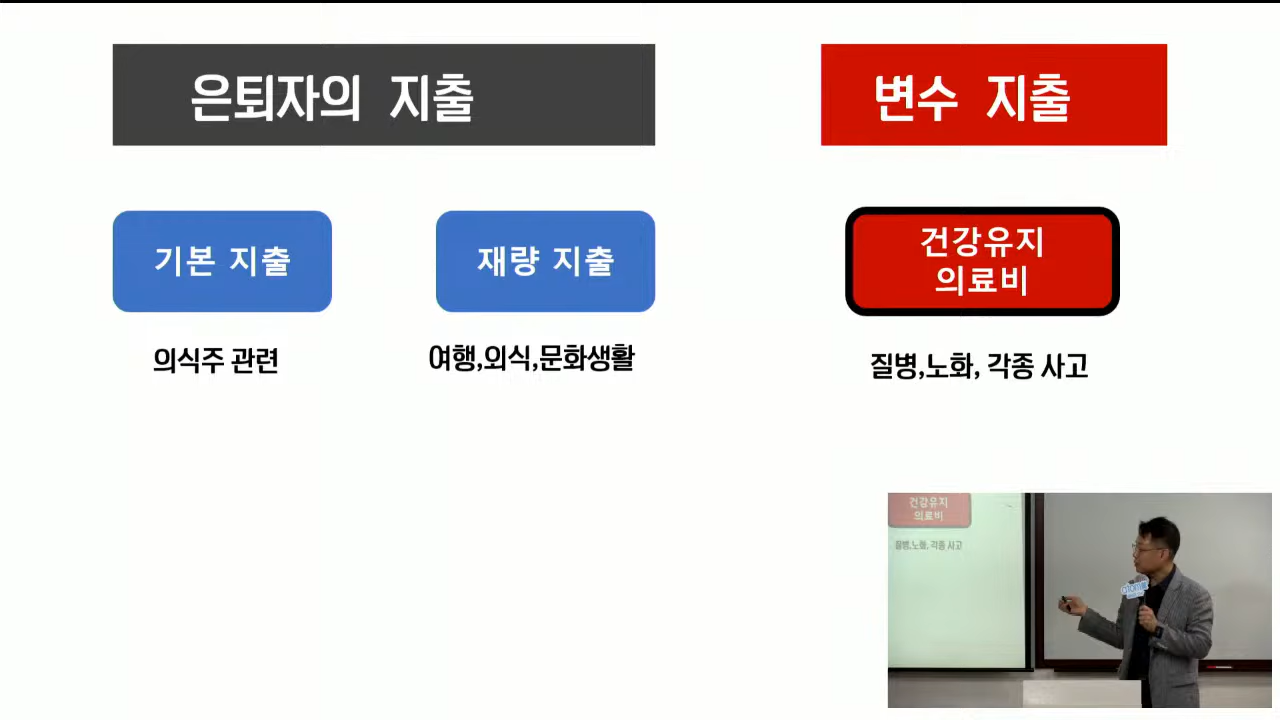 은퇴자의 지출
변수 지출
기본 지출
재량 지출
건강유지
의료비
의식주 관련
여행,외식,문화생활
질병,노화, 각종 사고
건강유지
의료비
질병,노화, 각종 사고